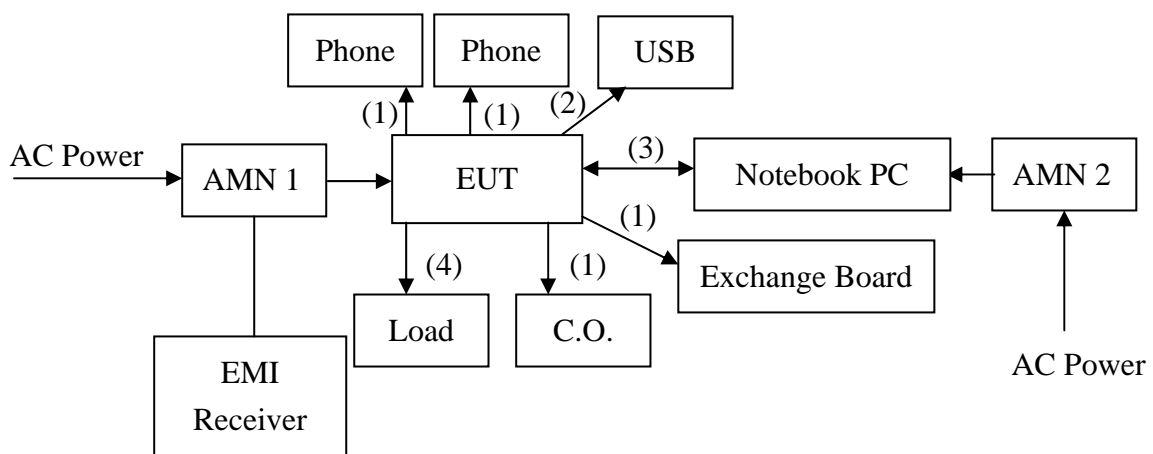 Phone
Phone
USB
(1)
(1)
(2)
AC Power
AMN 1
EUT
(3)
Notebook PC
AMN 2
(1)
Exchange Board
(4)
(1)
Load
C.O.
AC Power
EMI
Receiver